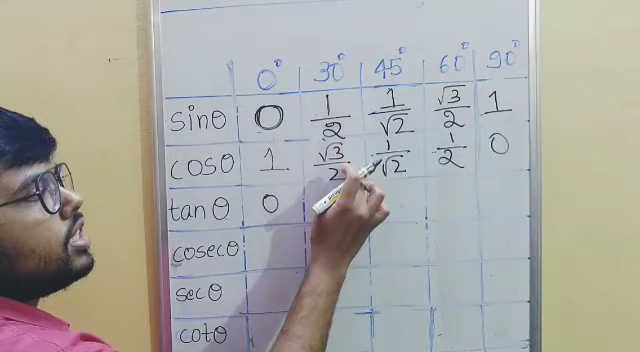 0° 30° 45° 60° 90°
sinθ 0 1/2 1/√2 √3/2 1
cosθ 1 √3/2 1/√2 1/2 0
tanθ 0
cosecθ
secθ
cotθ